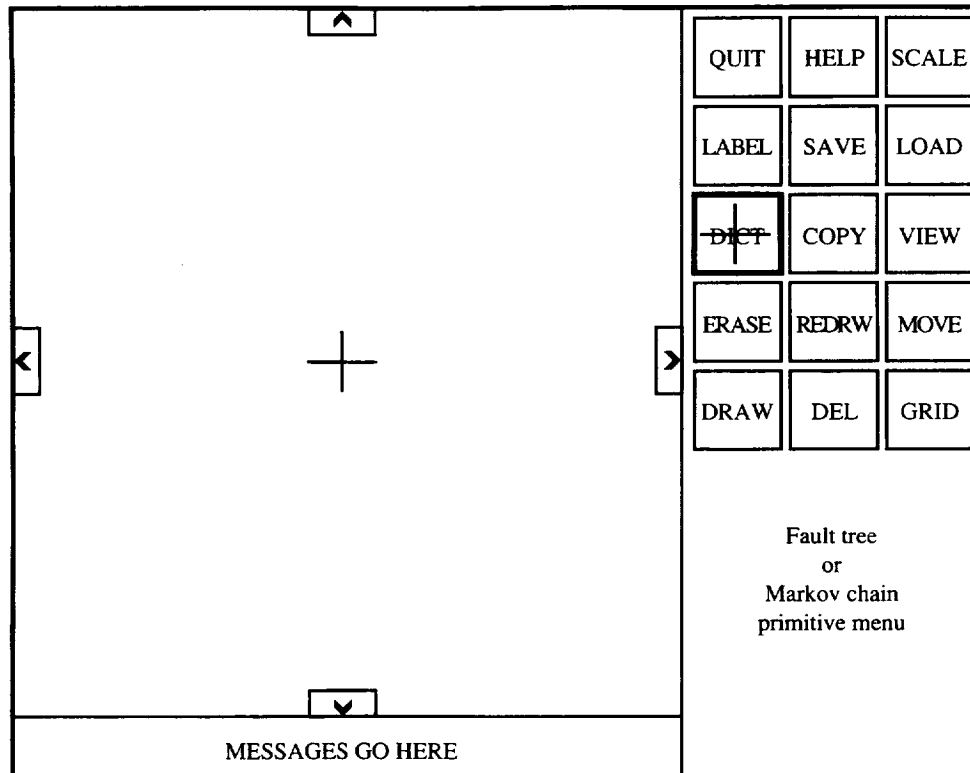 QUIT HELP SCALE
LABEL SAVE LOAD
DICT COPY VIEW
ERASE REDRW MOVE
DRAW DEL GRID
Fault tree
or
Markov chain
primitive menu
MESSAGES GO HERE